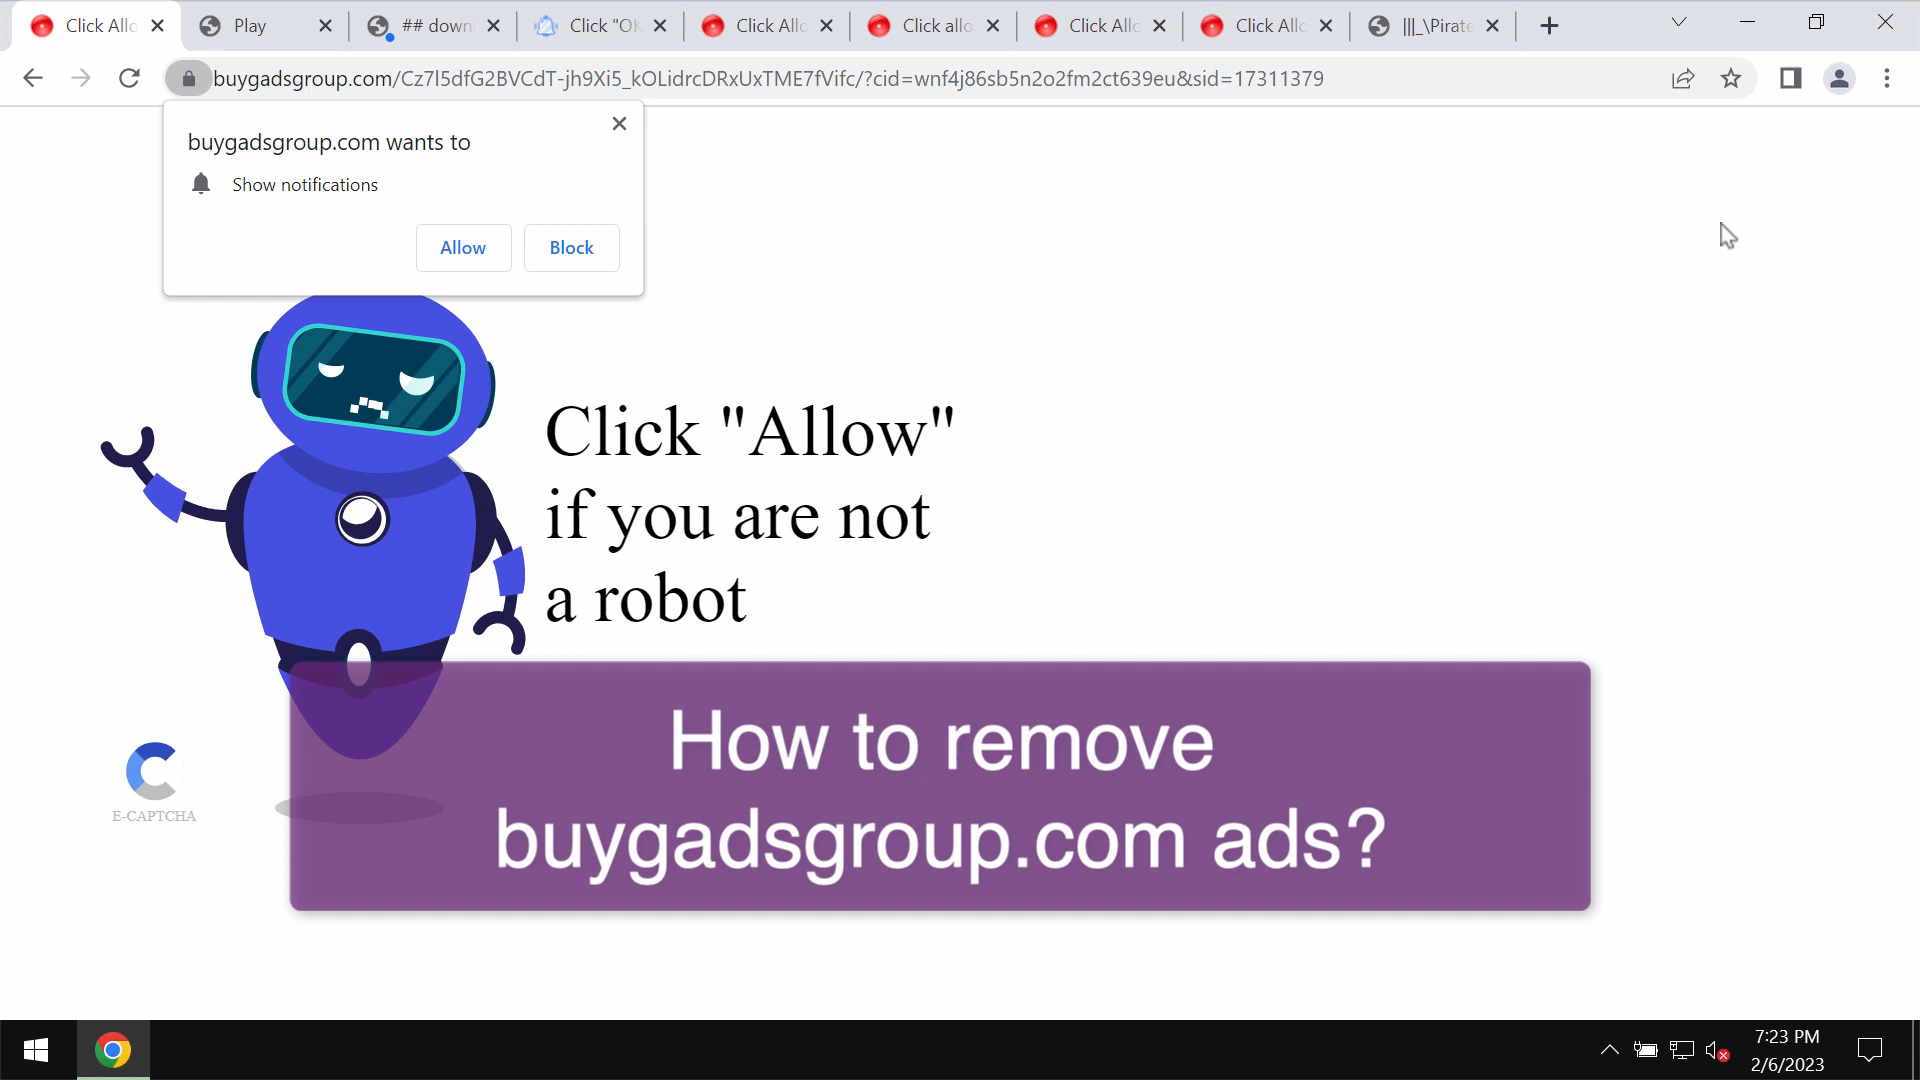 Click Allo
Play
## down
Click "OK
Click Allo
Click allo
Click Allo
Click Allo
|||_\Pirate
buygadsgroup.com/Cz7l5dfG2BVCdT-jh9Xi5_kOLidrcDRxUxTME7fVifc/?cid=wnf4j86sb5n2o2fm2ct639eu&sid=17311379
buygadsgroup.com wants to
Show notifications
Allow
Block
Click "Allow"
if you are not
a robot
How to remove
buygadsgroup.com ads?
E-CAPTCHA
7:23 PM
2/6/2023